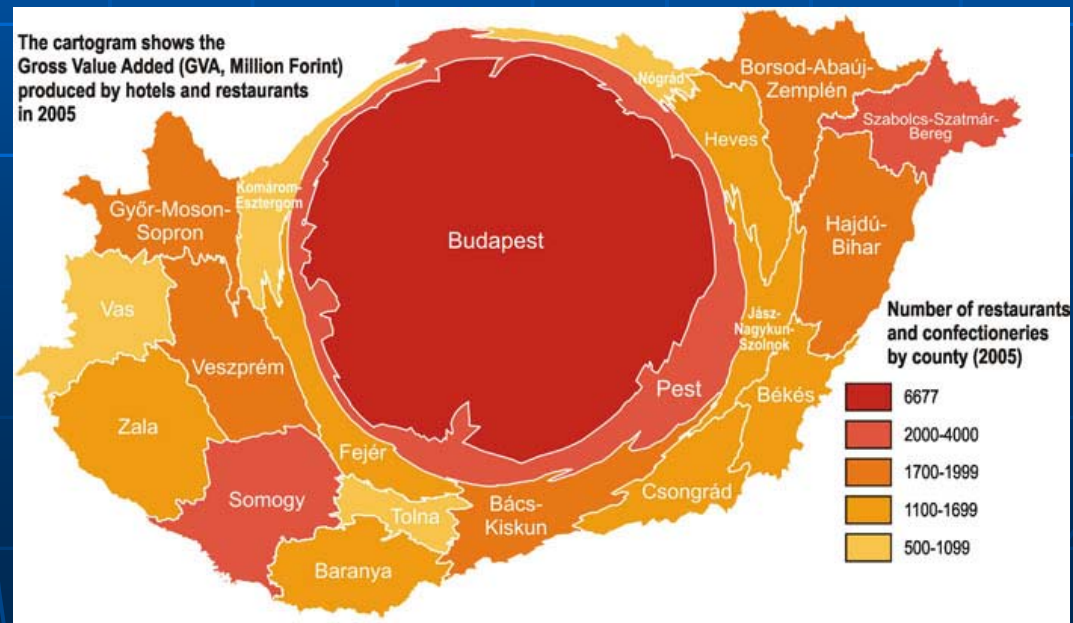 The cartogram shows the
Gross Value Added (GVA, Million Forint)
produced by hotels and restaurants
in 2005
Nógrád
Borsod-Abaúj-
Zemplén
Szabolcs-Szatmár-
Bereg
Heves
Komárom-
Esztergom
Győr-Moson-
Sopron
Budapest
Hajdú-
Bihar
Vas
Veszprém
Jász-
Nagykun-
Szolnok
Pest
Békés
Zala
Fejér
Somogy
Tolna
Bács-
Kiskun
Csongrád
Baranya
Number of restaurants
and confectioneries
by county (2005)
6677
2000-4000
1700-1999
1100-1699
500-1099